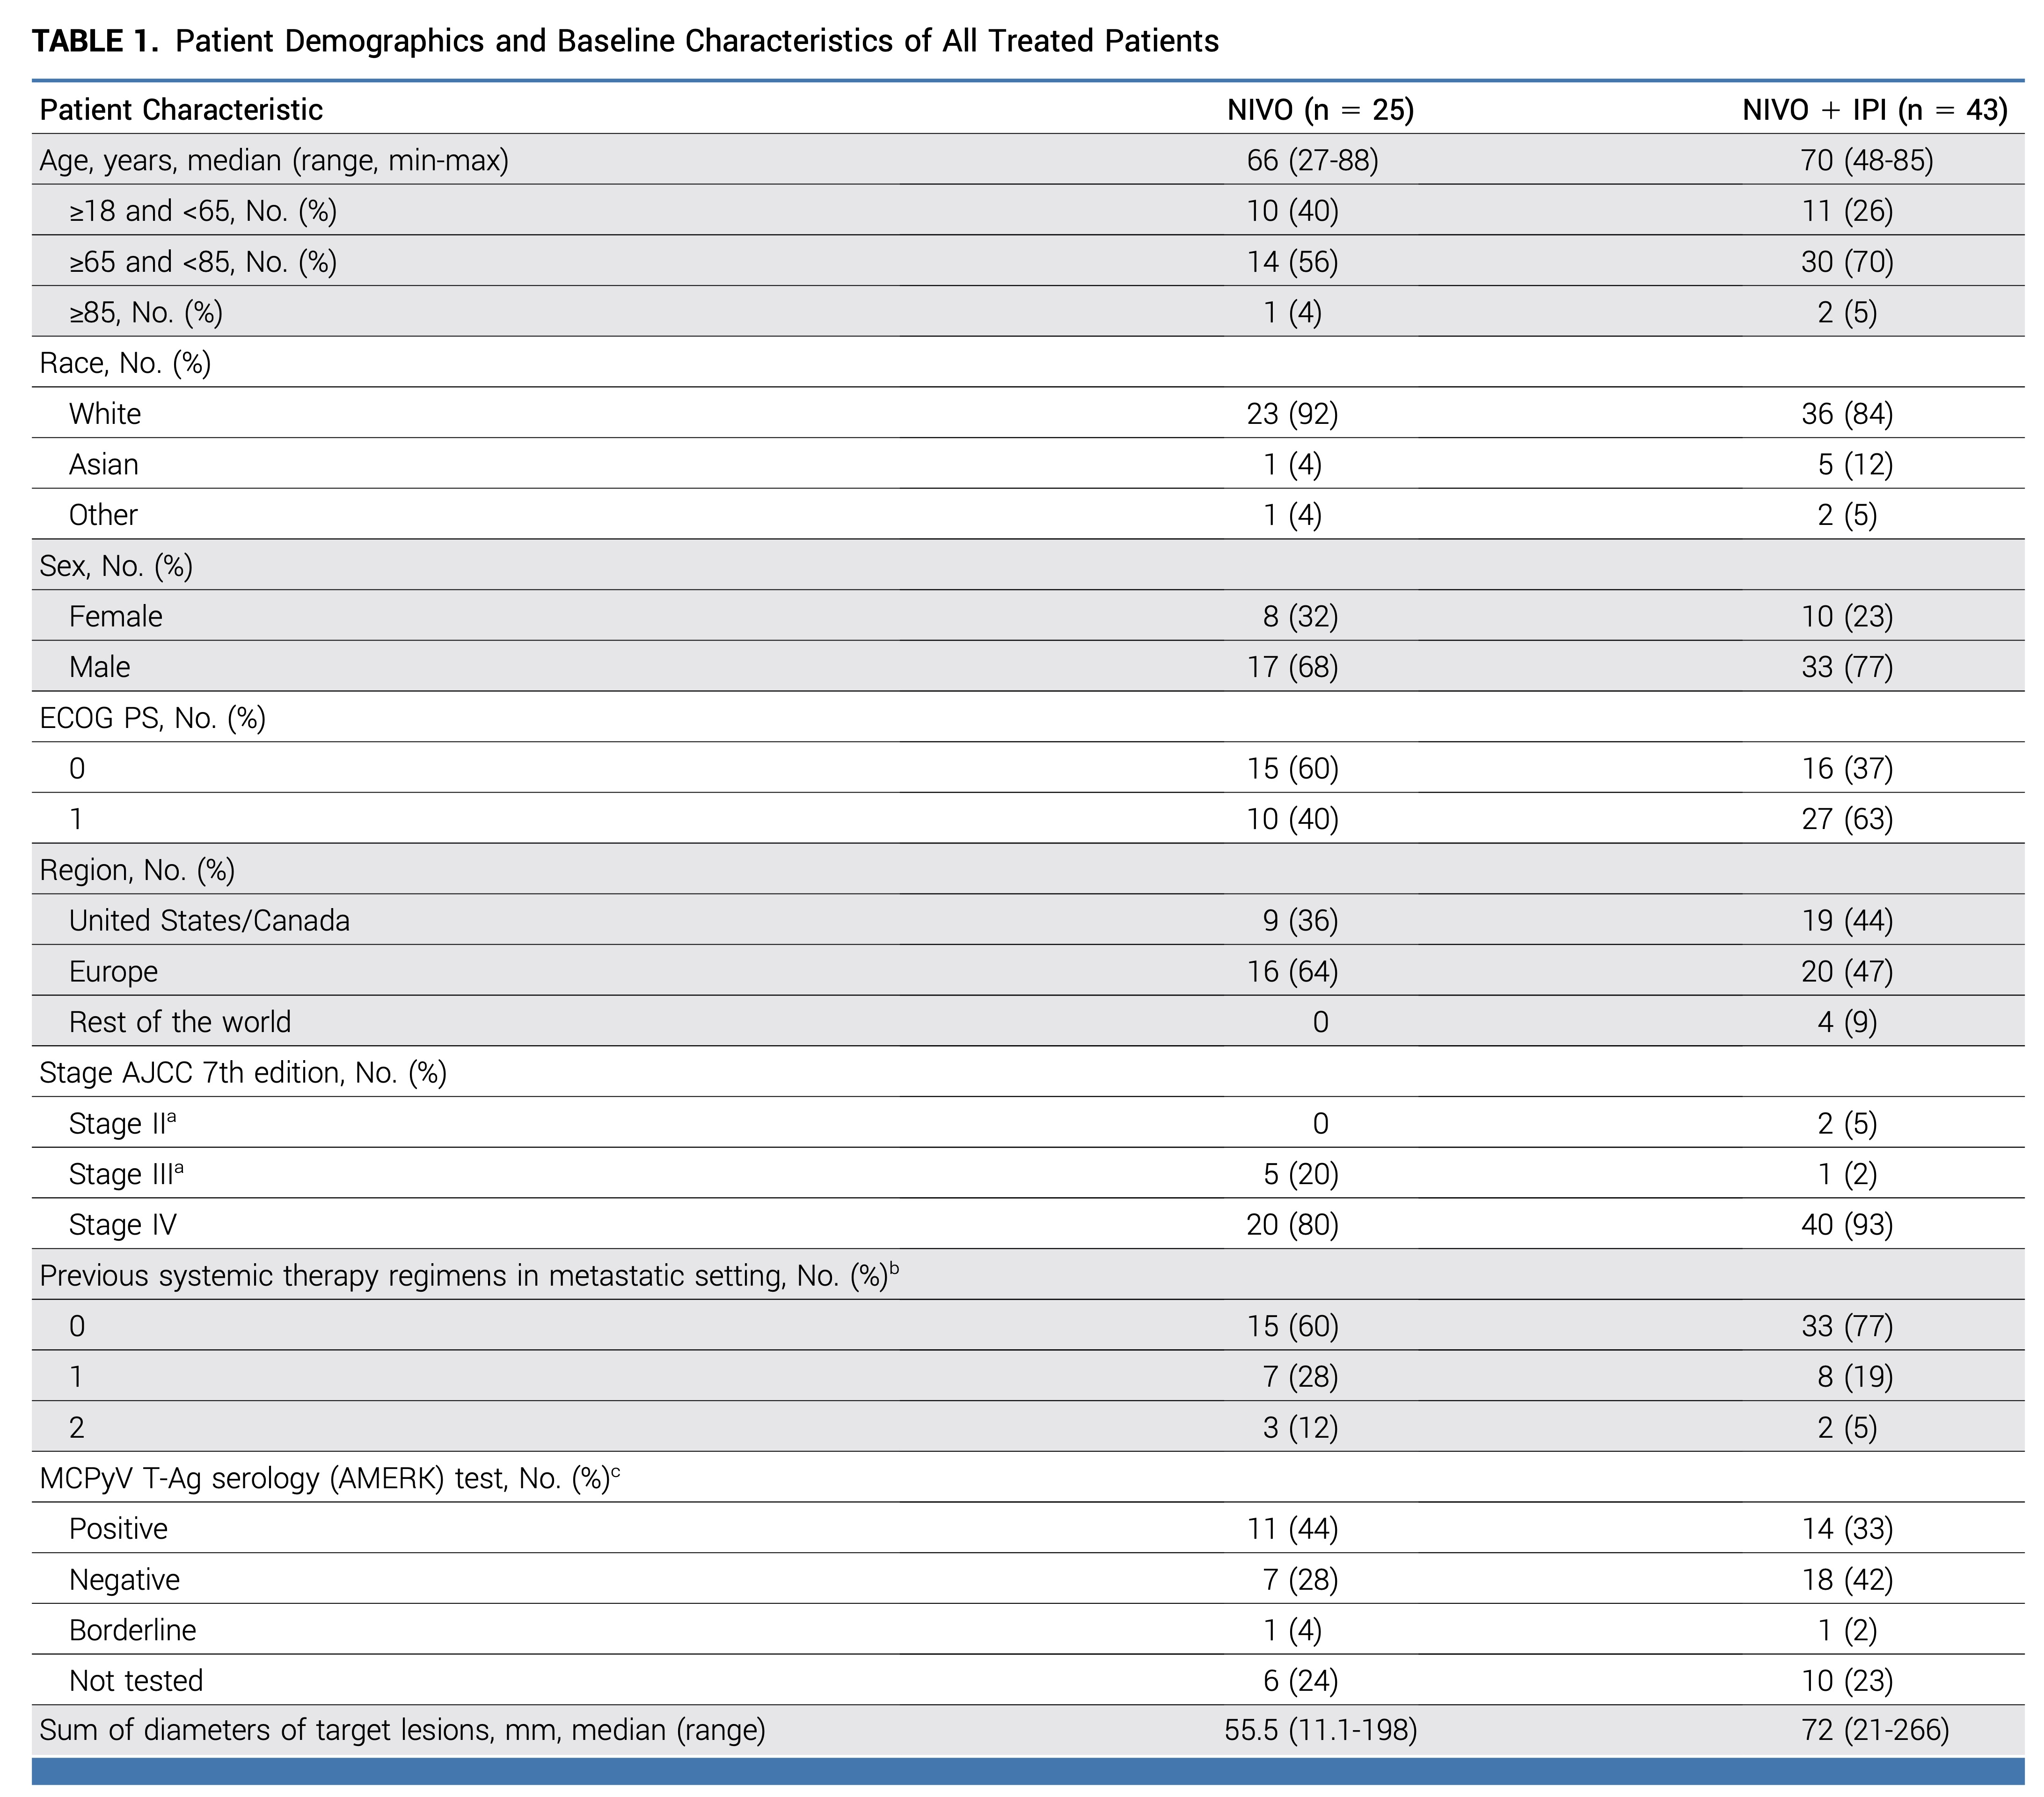 TABLE 1. Patient Demographics and Baseline Characteristics of All Treated Patients
Patient Characteristic NIVO (n = 25) NIVO + IPI (n = 43)
Age, years, median (range, min-max) 66 (27-88) 70 (48-85)
≥18 and <65, No. (%) 10 (40) 11 (26)
≥65 and <85, No. (%) 14 (56) 30 (70)
≥85, No. (%) 1 (4) 2 (5)
Race, No. (%)
White 23 (92) 36 (84)
Asian 1 (4) 5 (12)
Other 1 (4) 2 (5)
Sex, No. (%)
Female 8 (32) 10 (23)
Male 17 (68) 33 (77)
ECOG PS, No. (%)
0 15 (60) 16 (37)
1 10 (40) 27 (63)
Region, No. (%)
United States/Canada 9 (36) 19 (44)
Europe 16 (64) 20 (47)
Rest of the world 0 4 (9)
Stage AJCC 7th edition, No. (%)
Stage IIa 0 2 (5)
Stage IIIa 5 (20) 1 (2)
Stage IV 20 (80) 40 (93)
Previous systemic therapy regimens in metastatic setting, No. (%)b
0 15 (60) 33 (77)
1 7 (28) 8 (19)
2 3 (12) 2 (5)
MCPyV T-Ag serology (AMERK) test, No. (%)c
Positive 11 (44) 14 (33)
Negative 7 (28) 18 (42)
Borderline 1 (4) 1 (2)
Not tested 6 (24) 10 (23)
Sum of diameters of target lesions, mm, median (range) 55.5 (11.1-198) 72 (21-266)